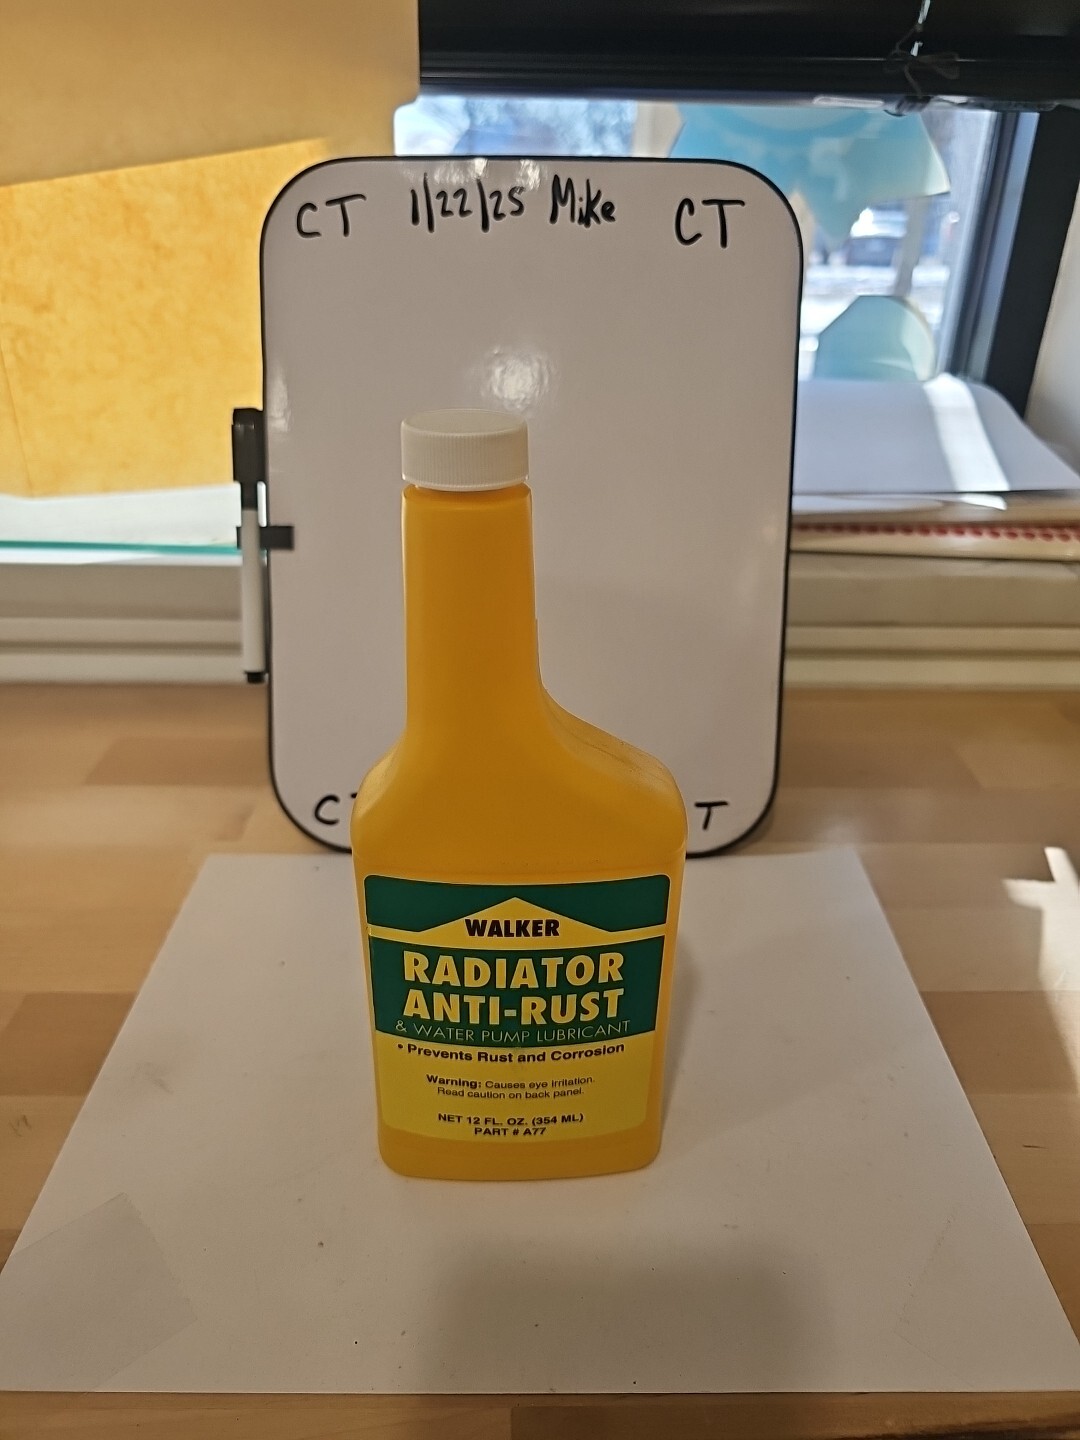 CT 1/22/25 Mike CT
C T
WALKER
RADIATOR
ANTI-RUST
& WATER PUMP LUBRICANT
• Prevents Rust and Corrosion
Warning: Causes eye irritation.
Read caution on back panel.
NET 12 FL. OZ. (354 ML)
PART # A77